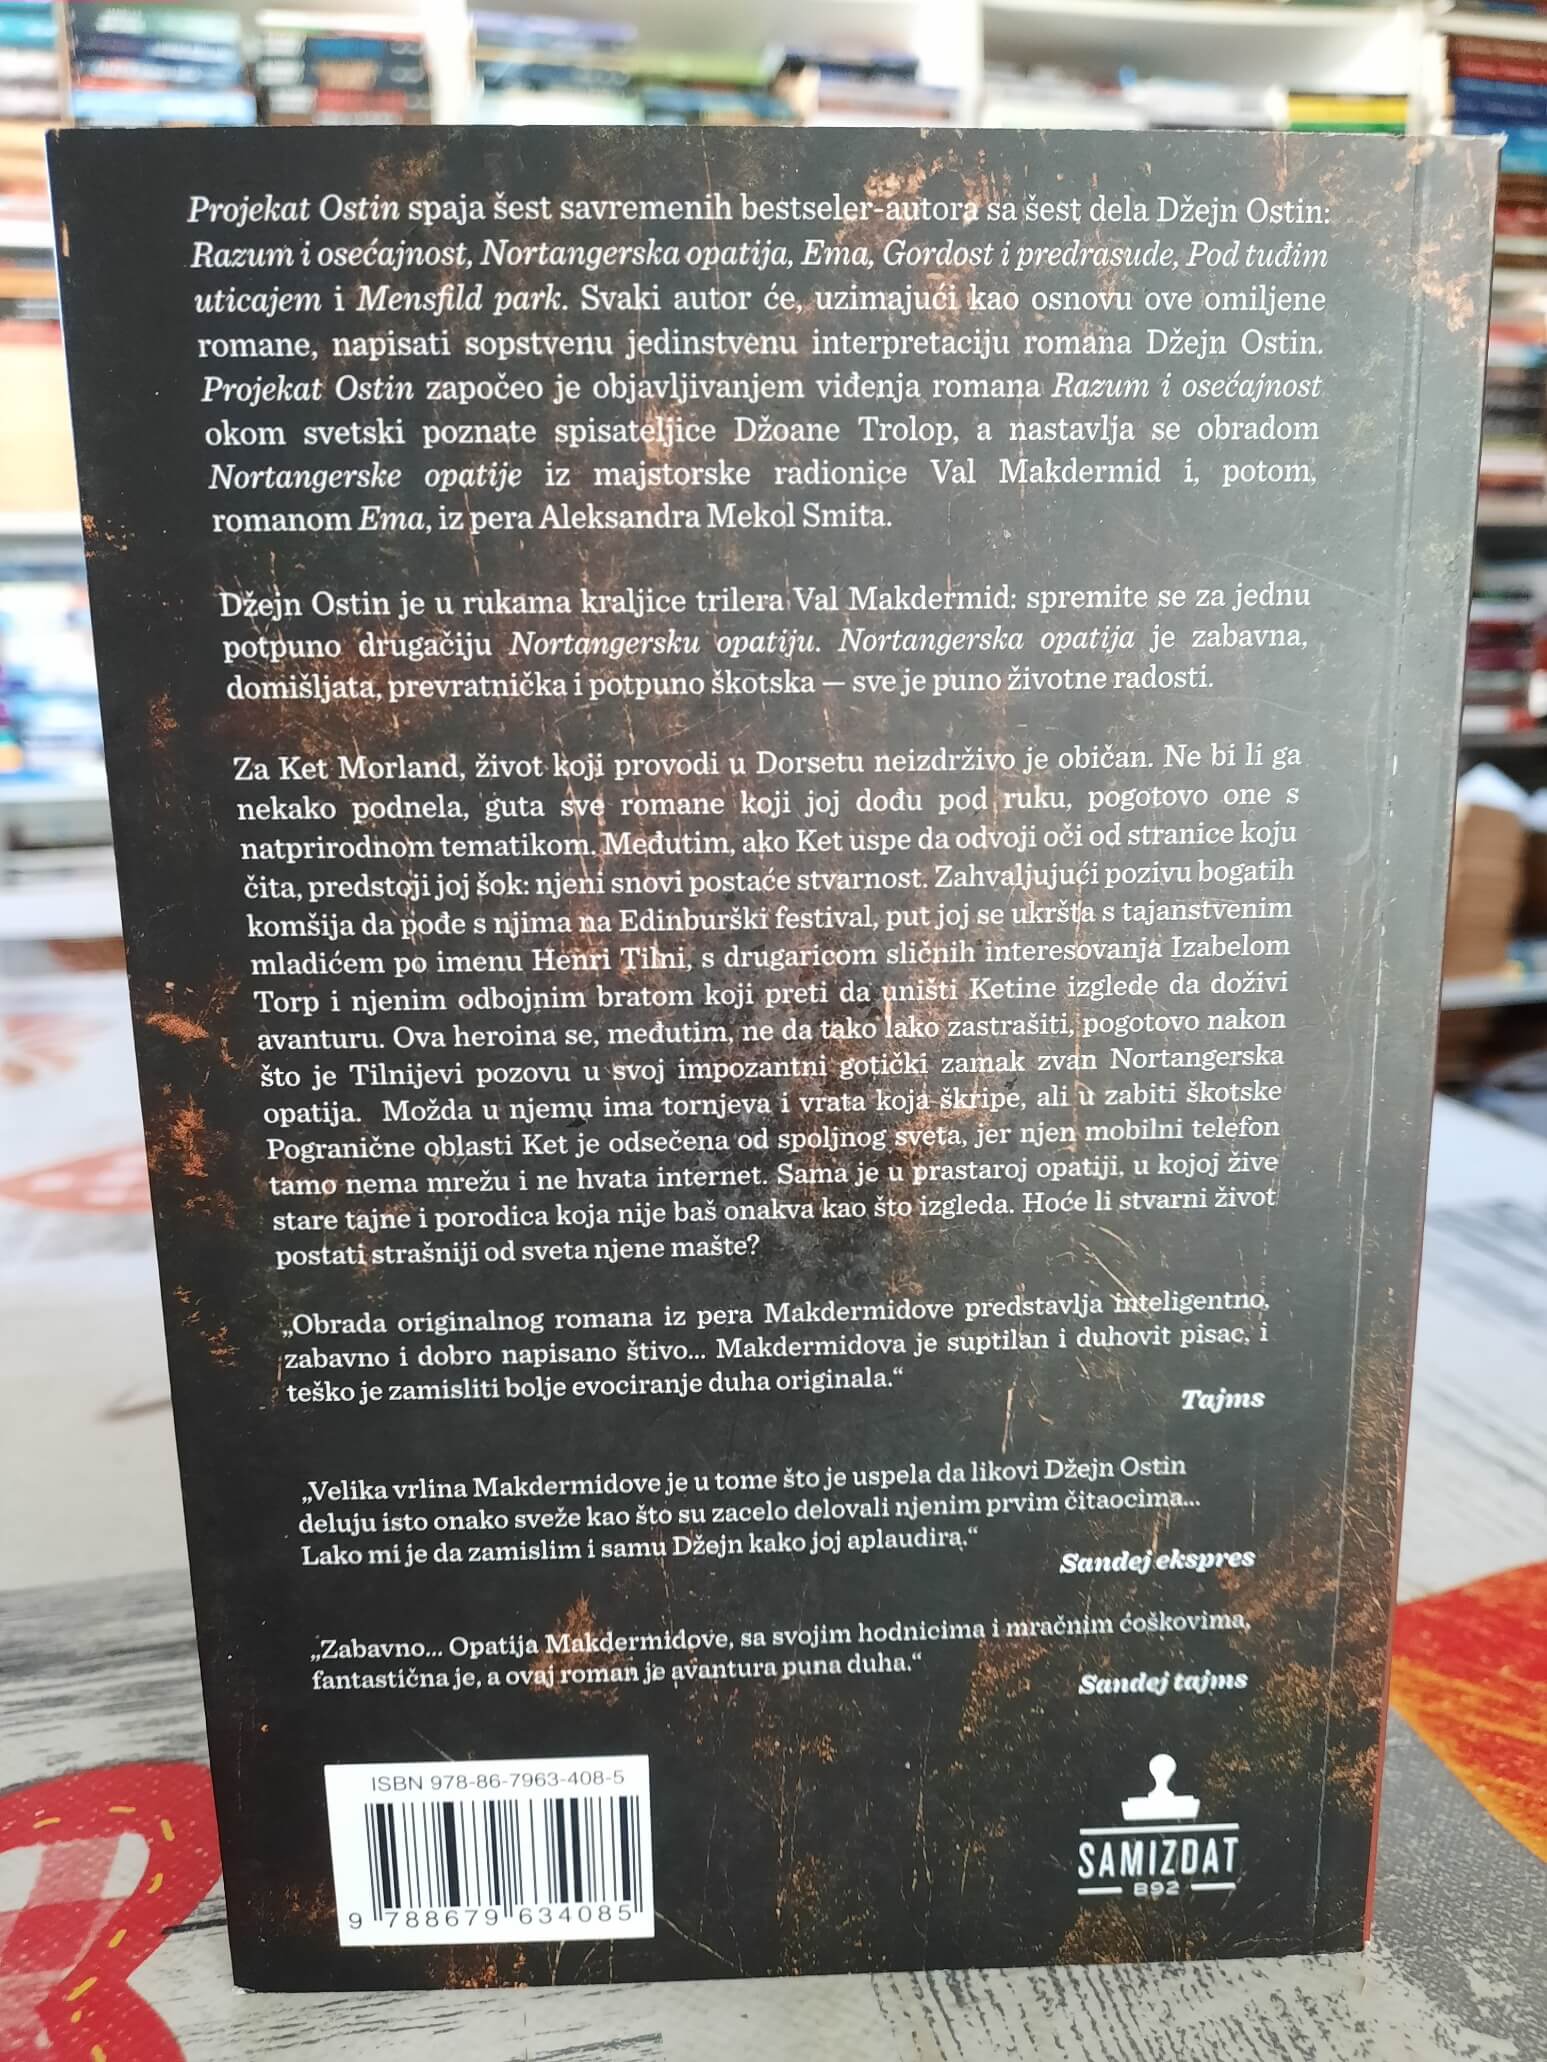 Projekat Ostin spaja šest savremenih bestseler-autora sa šest dela Džejn Ostin:
Razum i osećajnost, Nortangerska opatija, Ema, Gordost i predrasude, Pod tuđim
uticajem i Mensfild park. Svaki autor će, uzimajući kao osnovu ove omiljene
romane, napisati sopstvenu jedinstvenu interpretaciju romana Džejn Ostin.
Projekat Ostin započeo je objavljivanjem viđenja romana Razum i osećajnost
okom svetski poznate spisateljice Džoane Trolop, a nastavlja se obradom
Nortangerske opatije iz majstorske radionice Val Makdermid i, potom,
romanom Ema, iz pera Aleksandra Mekol Smita.
Džejn Ostin je u rukama kraljice trilera Val Makdermid: spremite se za jednu
potpuno drugačiju Nortangersku opatiju. Nortangerska opatija je zabavna,
domišljata, prevratnička i potpuno škotska — sve je puno životne radosti.
Za Ket Morland, život koji provodi u Dorsetu neizdrživo je običan. Ne bi li ga
nekako podnela, guta sve romane koji joj dođu pod ruku, pogotovo one s
natprirodnom tematikom. Međutim, ako Ket uspe da odvoji oči od stranice koju
čita, predstoji joj šok: njeni snovi postaće stvarnost. Zahvaljujući pozivu bogatih
komšija da pođe s njima na Edinburški festival, put joj se ukršta s tajanstvenim
mladićem po imenu Henri Tilni, s drugaricom sličnih interesovanja Izabelom
Torp i njenim odbojnim bratom koji preti da uništi Ketine izglede da doživi
avanturu. Ova heroina se, međutim, ne da tako lako zastrašiti, pogotovo nakon
što je Tilnijevi pozovu u svoj impozantni gotički zamak zvan Nortangerska
opatija. Možda u njemu ima tornjeva i vrata koja škripe, ali u zabiti škotske
Pogranične oblasti Ket je odsečena od spoljnog sveta, jer njen mobilni telefon
tamo nema mrežu i ne hvata internet. Sama je u prastaroj opatiji, u kojoj žive
stare tajne i porodica koja nije baš onakva kao što izgleda. Hoće li stvarni život
postati strašniji od sveta njene mašte?
„Obrada originalnog romana iz pera Makdermidove predstavlja inteligentno,
zabavno i dobro napisano štivo... Makdermidova je suptilan i duhovit pisac, i
teško je zamisliti bolje evociranje duha originala.“
Tajms
„Velika vrlina Makdermidove je u tome što je uspela da likovi Džejn Ostin
deluju isto onako sveže kao što su zacelo delovali njenim prvim čitaocima...
Lako mi je da zamislim i samu Džejn kako joj aplaudira.“
Sandej ekspres
„Zabavno... Opatija Makdermidove, sa svojim hodnicima i mračnim ćoškovima,
fantastična je, a ovaj roman je avantura puna duha.“
Sandej tajms
ISBN 978-86-7963-408-5
9 788679 634085
SAMIZDAT
B92